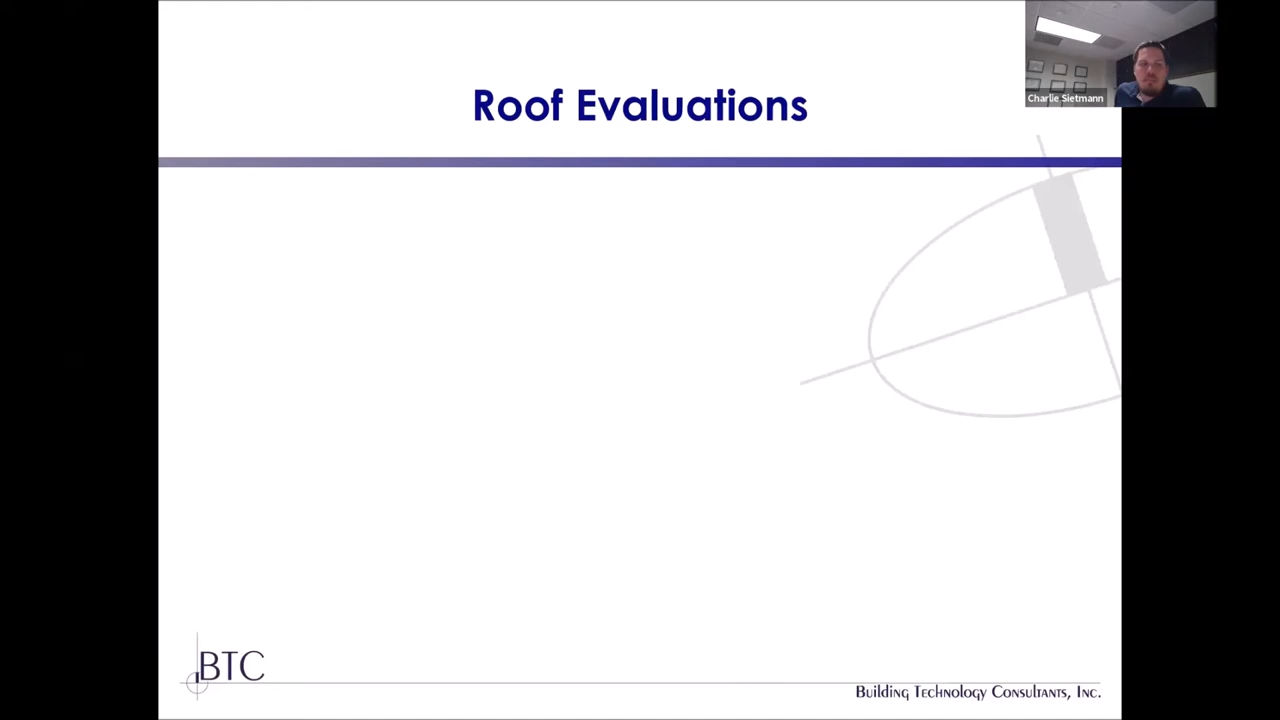 Roof Evaluations
Charlie Sietmann
BTC
Building Technology Consultants, Inc.